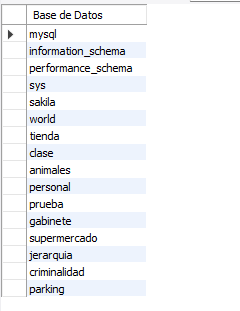 Base de Datos
mysql
information_schema
performance_schema
sys
sakila
world
tienda
clase
animales
personal
prueba
gabinete
supermercado
jerarquia
criminalidad
parking